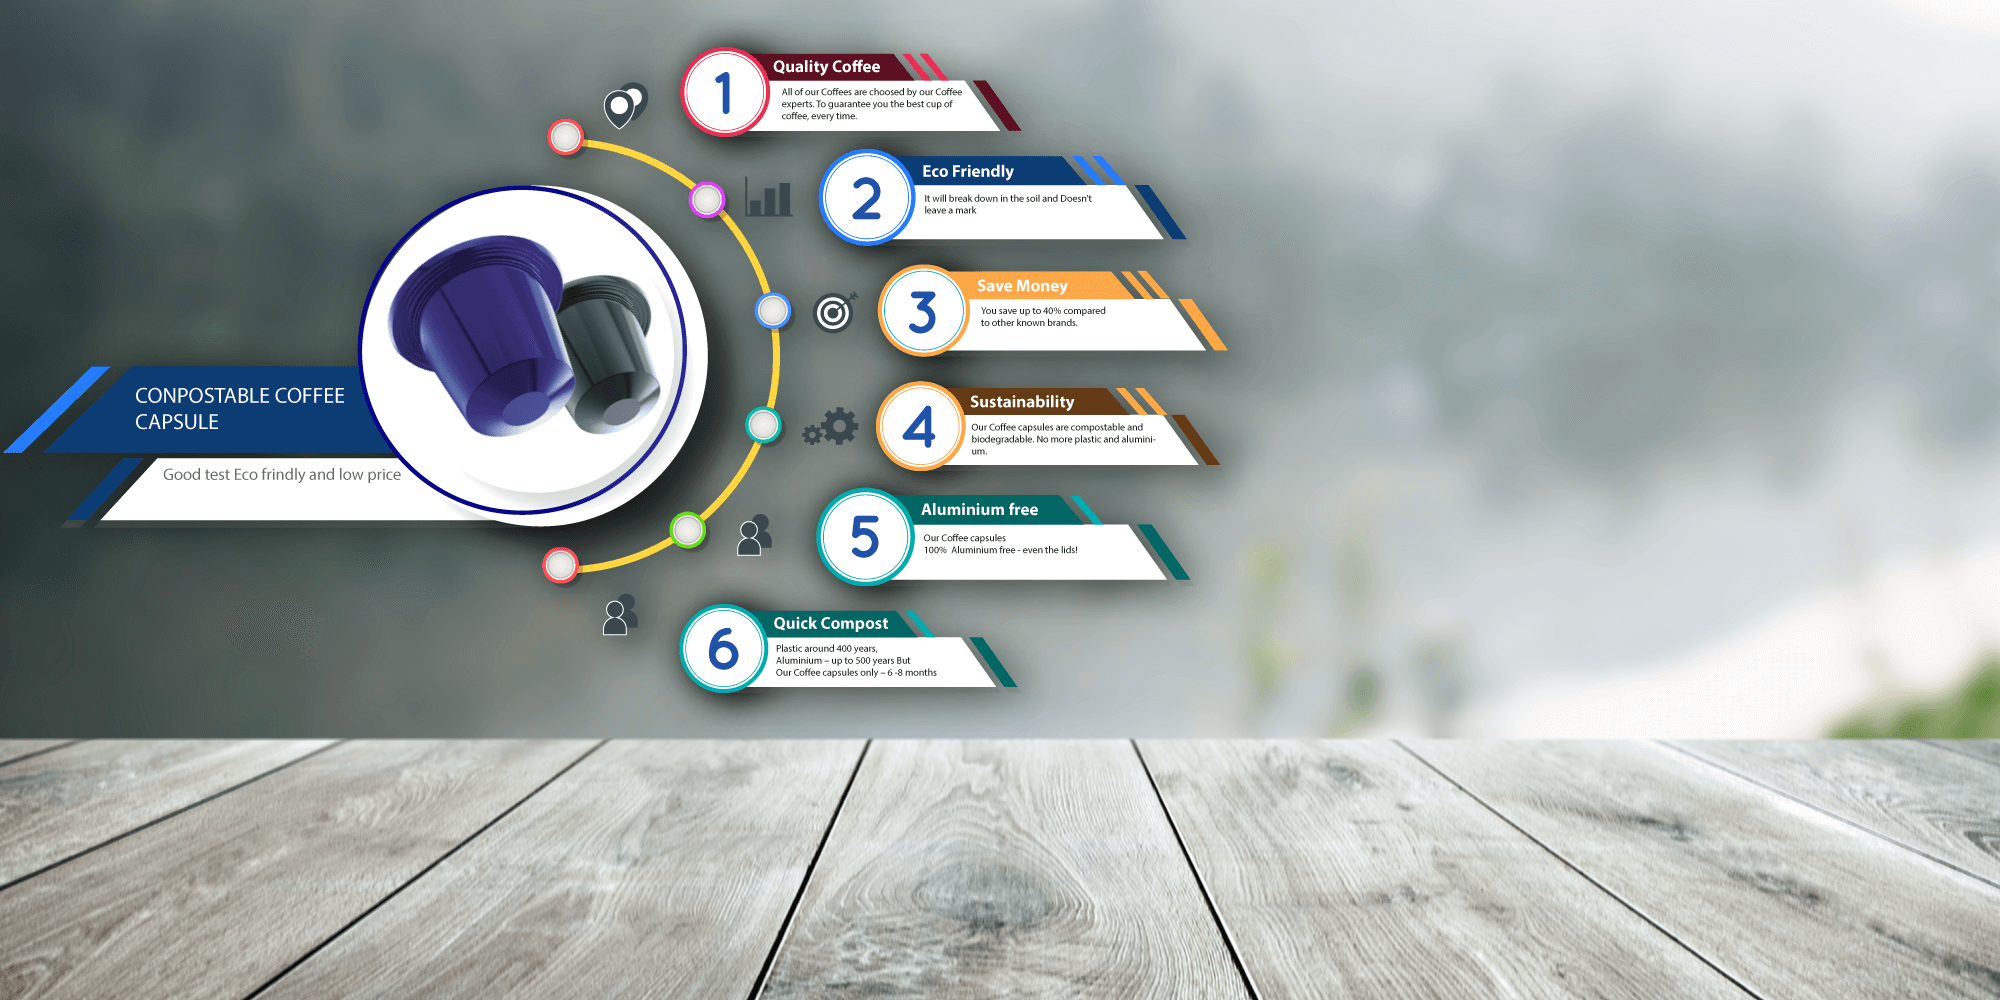 CONPOSTABLE COFFEE
CAPSULE
Good test Eco frindly and low price
1
Quality Coffee
All of our Coffees are choosed by our Coffee
experts. To guarantee you the best cup of
coffee, every time.
2
Eco Friendly
It will break down in the soil and Doesn't
leave a mark
3
Save Money
You save up to 40% compared
to other known brands.
4
Sustainability
Our Coffee capsules are compostable and
biodegradable. No more plastic and alumini-
um.
5
Aluminium free
Our Coffee capsules
100% Aluminium free - even the lids!
6
Quick Compost
Plastic around 400 years,
Aluminium – up to 500 years But
Our Coffee capsules only – 6 -8 months